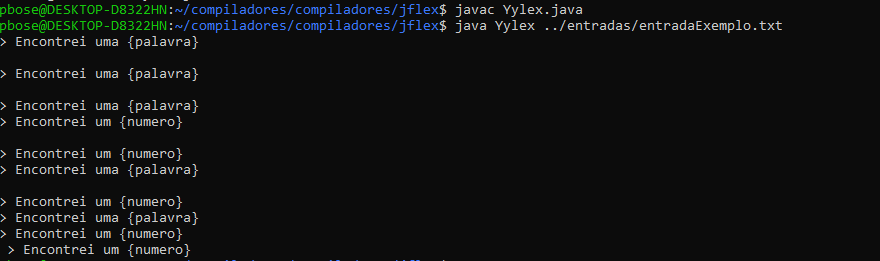 pbose@DESKTOP-D8322HN:~/compiladores/compiladores/jflex$ javac Yylex.java
pbose@DESKTOP-D8322HN:~/compiladores/compiladores/jflex$ java Yylex ../entradas/entradaExemplo.txt
> Encontrei uma {palavra}
> Encontrei uma {palavra}
> Encontrei uma {palavra}
> Encontrei um {numero}
> Encontrei um {numero}
> Encontrei uma {palavra}
> Encontrei um {numero}
> Encontrei uma {palavra}
> Encontrei um {numero}
 > Encontrei um {numero}